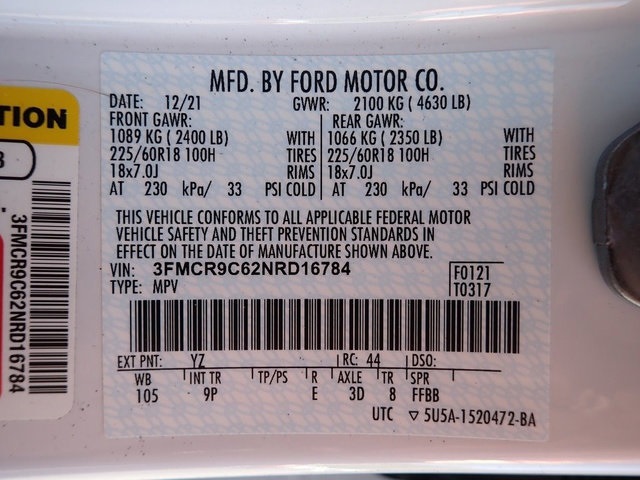 MFD. BY FORD MOTOR CO.
DATE: 12/21 GVWR: 2100 KG ( 4630 LB)
FRONT GAWR: REAR GAWR:
1089 KG ( 2400 LB) WITH 1066 KG ( 2350 LB) WITH
225/60R18 100H TIRES 225/60R18 100H TIRES
18x7.0J RIMS 18x7.0J RIMS
AT 230 kPa/ 33 PSI COLD AT 230 kPa/ 33 PSI COLD
THIS VEHICLE CONFORMS TO ALL APPLICABLE FEDERAL MOTOR
VEHICLE SAFETY AND THEFT PREVENTION STANDARDS IN
EFFECT ON THE DATE OF MANUFACTURE SHOWN ABOVE.
VIN: 3FMCR9C62NRD16784 F0121
TYPE: MPV T0317
EXT PNT: YZ RC: 44 DSO:
WB INT TR TP/PS R AXLE TR SPR
105 9P E 3D 8 FFBB
UTC ▽ 5U5A-1520472-BA
TION
3FMCR9C62NRD16784